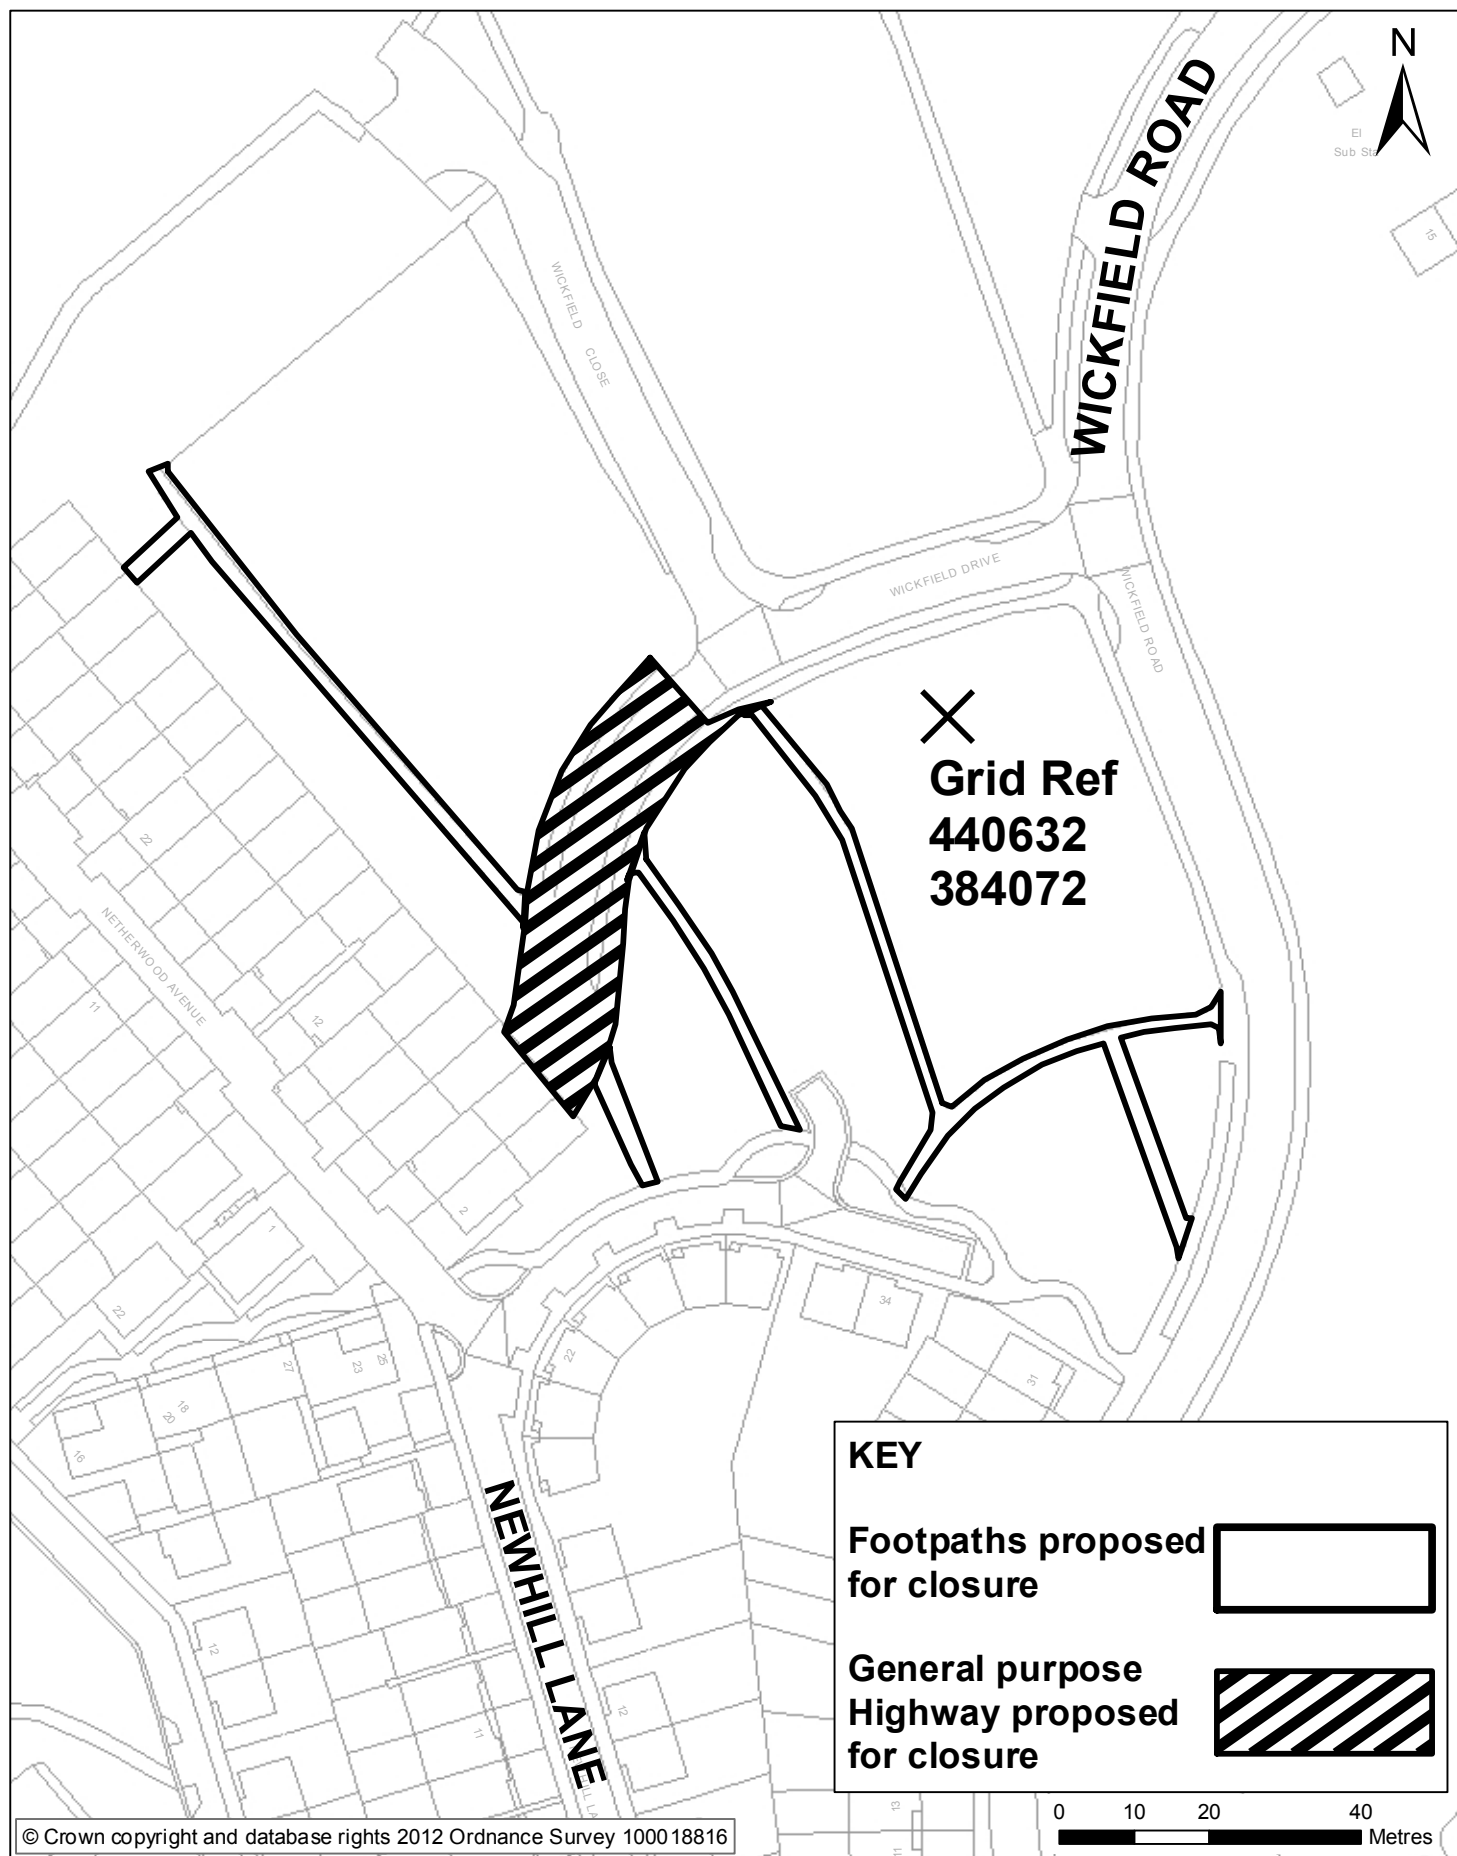 N
WICKFIELD ROAD
El
Sub Sta
15
WICKFIELD CLOSE
WICKFIELD DRIVE
WICKFIELD ROAD
Grid Ref
440632
384072
22
NETHERWOOD AVENUE
11
12
2
1
22
34
27
23
25
22
31
18
20
16
KEY
Footpaths proposed
for closure
General purpose
Highway proposed
for closure
NEWHILL LANE
12
12
11
13
11
0 10 20 40
Metres
© Crown copyright and database rights 2012 Ordnance Survey 100018816